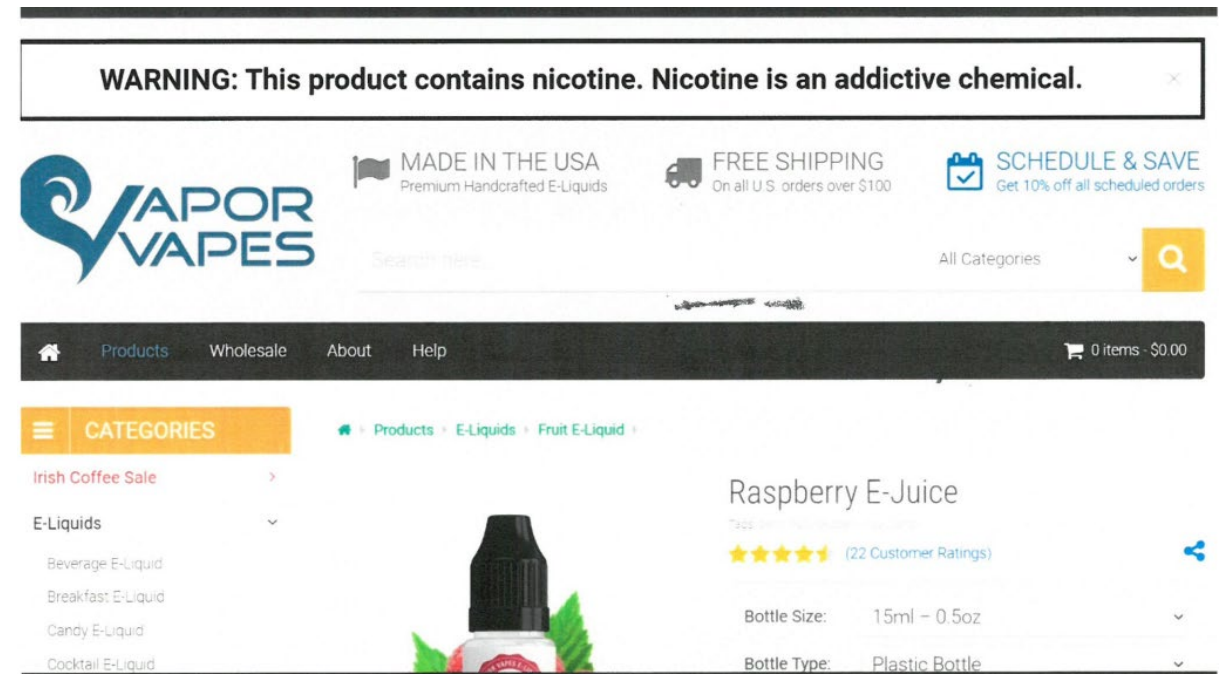 WARNING: This product contains nicotine. Nicotine is an addictive chemical. ×
VAPOR
VAPES
MADE IN THE USA
Premium Handcrafted E-Liquids
FREE SHIPPING
On all U.S. orders over $100
SCHEDULE & SAVE
Get 10% off all scheduled orders
Search here...
All Categories
Products Wholesale About Help
0 items - $0.00
CATEGORIES
Products E-Liquids Fruit E-Liquid
Irish Coffee Sale
E-Liquids
Beverage E-Liquid
Breakfast E-Liquid
Candy E-Liquid
Cocktail E-Liquid
Raspberry E-Juice
(22 Customer Ratings)
Bottle Size: 15ml – 0.5oz
Bottle Type: Plastic Bottle